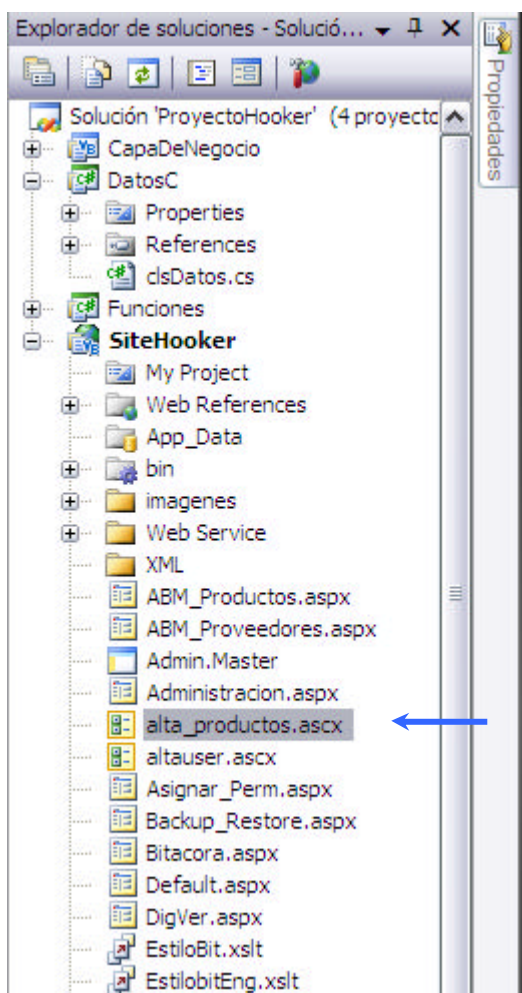 Explorador de soluciones - Solució...
Propiedades
Solución 'ProyectoHooker' (4 proyecto
CapaDeNegocio
DatosC
Properties
References
clsDatos.cs
Funciones
SiteHooker
My Project
Web References
App_Data
bin
imagenes
Web Service
XML
ABM_Productos.aspx
ABM_Proveedores.aspx
Admin.Master
Administracion.aspx
alta_productos.ascx
altauser.ascx
Asignar_Perm.aspx
Backup_Restore.aspx
Bitacora.aspx
Default.aspx
DigVer.aspx
EstiloBit.xslt
EstilobitEng.xslt